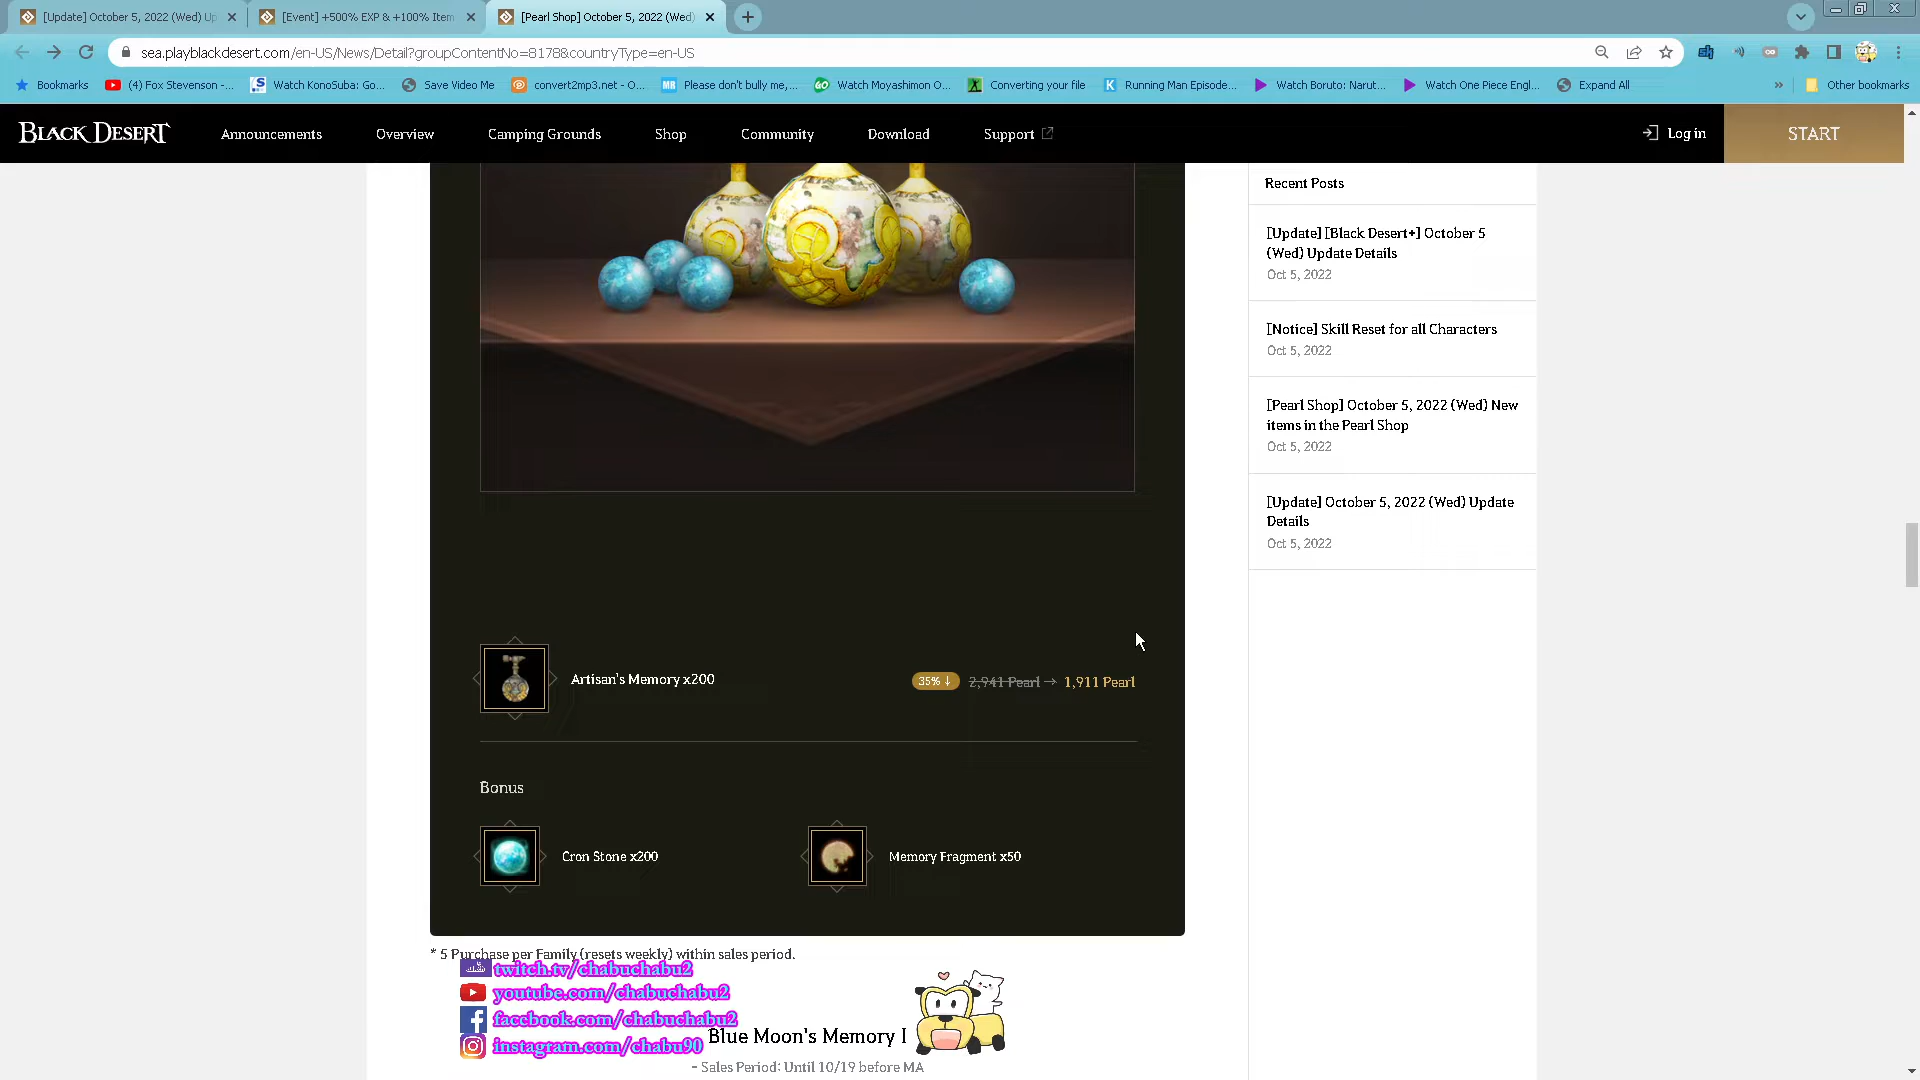 [Update] October 5, 2022 (Wed) Up
[Event] +500% EXP & +100% Item
[Pearl Shop] October 5, 2022 (Wed)
sea.playblackdesert.com/en-US/News/Detail?groupContentNo=8178&countryType=en-US
Bookmarks
(4) Fox Stevenson -...
Watch KonoSuba: Go...
Save Video Me
convert2mp3.net - O...
Please don't bully me,...
Watch Moyashimon O...
Converting your file
Running Man Episode...
Watch Boruto: Narut...
Watch One Piece Engl...
Expand All
»
Other bookmarks
BLACK DESERT
Announcements
Overview
Camping Grounds
Shop
Community
Download
Support
Log in
START
Recent Posts
[Update] [Black Desert+] October 5
(Wed) Update Details
Oct 5, 2022
[Notice] Skill Reset for all Characters
Oct 5, 2022
[Pearl Shop] October 5, 2022 (Wed) New
items in the Pearl Shop
Oct 5, 2022
[Update] October 5, 2022 (Wed) Update
Details
Oct 5, 2022
Artisan's Memory x200
35% ↓ 2,941 Pearl → 1,911 Pearl
Bonus
Cron Stone x200
Memory Fragment x50
* 5 Purchase per Family (resets weekly) within sales period.
twitch.tv/chabuchabu2
youtube.com/chabuchabu2
facebook.com/chabuchabu2
instagram.com/chabu90
Blue Moon's Memory I
- Sales Period: Until 10/19 before MA